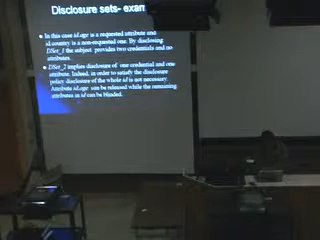 Disclosure sets- exam
In this case id.age is a requested attribute and
id.country is a non-requested one. By disclosing
DSet_1 the subject provides two credentials and no
attributes.
DSet_2 implies disclosure of one credential and one
attribute. Indeed, in order to satisfy the disclosure
policy disclosure of the whole id is not necessary.
Attribute id.age can be released while the remaining
attributes in id can be blinded.